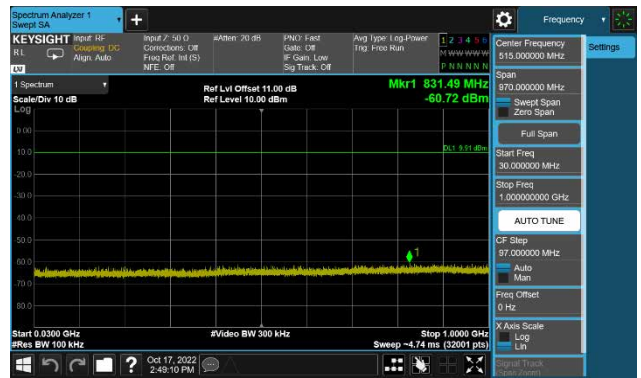 Spectrum Analyzer 1
Swept SA
Frequency
KEYSIGHT
Input: RF
Coupling: DC
Align: Auto
Input Z: 50 Ω
Corrections: Off
Freq Ref: Int (S)
NFE: Off
#Atten: 20 dB
PNO: Fast
Gate: Off
IF Gain: Low
Sig Track: Off
Avg Type: Log-Power
Trig: Free Run
1 2 3 4 5 6
M W W W W W
P N N N N N
RL
LXI
1 Spectrum
Scale/Div 10 dB
Log
Ref Lvl Offset 11.00 dB
Ref Level 10.00 dBm
Mkr1 831.49 MHz
-60.72 dBm
0.00
-10.0
DL1 -9.91 dBm
-20.0
-30.0
-40.0
-50.0
-60.0
-70.0
-80.0
1
Start 0.0300 GHz
#Res BW 100 kHz
#Video BW 300 kHz
Stop 1.0000 GHz
Sweep ~4.74 ms (32001 pts)
Oct 17, 2022
2:49:10 PM
?
Center Frequency
515.000000 MHz
Settings
Span
970.000000 MHz
Swept Span
Zero Span
Full Span
Start Freq
30.000000 MHz
Stop Freq
1.000000000 GHz
AUTO TUNE
CF Step
97.000000 MHz
Auto
Man
Freq Offset
0 Hz
X Axis Scale
Log
Lin
Signal Track
(Span Zoom)